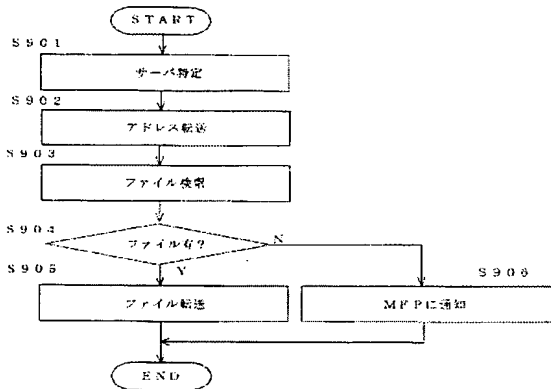 START
S901
サーバ特定
S902
アドレス転送
S903
ファイル検索
S904
ファイル有?
N
Y
S905
S906
ファイル転送
MFPに通知
END